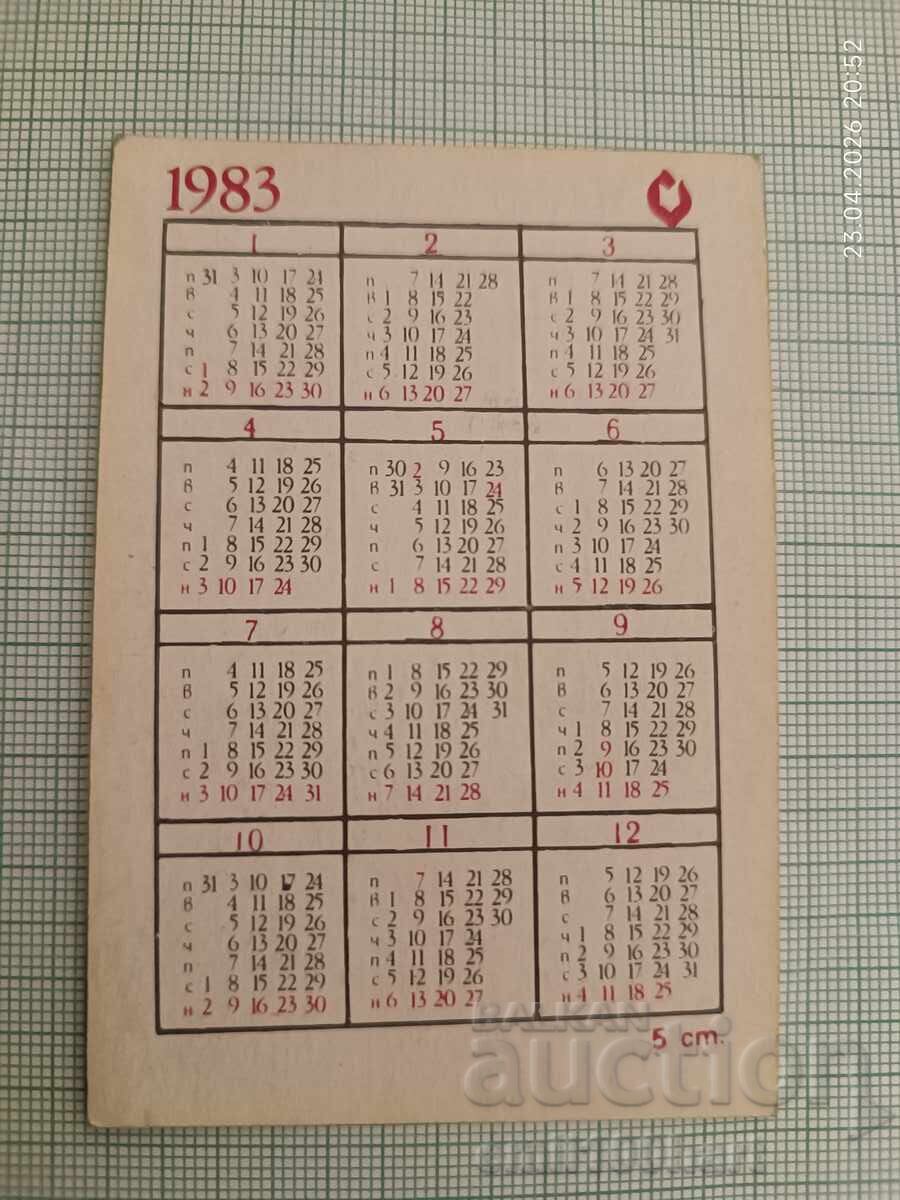 23.04.2026 20:52
1983
1 2 3
п 31 3 10 17 24
в 4 11 18 25
с 5 12 19 26
ч 6 13 20 27
п 7 14 21 28
с 1 8 15 22 29
н 2 9 16 23 30
п 7 14 21 28
в 1 8 15 22
с 2 9 16 23
ч 3 10 17 24
п 4 11 18 25
с 5 12 19 26
н 6 13 20 27
п 7 14 21 28
в 1 8 15 22 29
с 2 9 16 23 30
ч 3 10 17 24 31
п 4 11 18 25
с 5 12 19 26
н 6 13 20 27
4 5 6
п 4 11 18 25
в 5 12 19 26
с 6 13 20 27
ч 7 14 21 28
п 1 8 15 22 29
с 2 9 16 23 30
н 3 10 17 24
п 30 2 9 16 23
в 31 3 10 17 24
с 4 11 18 25
ч 5 12 19 26
п 6 13 20 27
с 7 14 21 28
н 1 8 15 22 29
п 6 13 20 27
в 7 14 21 28
с 1 8 15 22 29
ч 2 9 16 23 30
п 3 10 17 24
с 4 11 18 25
н 5 12 19 26
7 8 9
п 4 11 18 25
в 5 12 19 26
с 6 13 20 27
ч 7 14 21 28
п 1 8 15 22 29
с 2 9 16 23 30
н 3 10 17 24 31
п 1 8 15 22 29
в 2 9 16 23 30
с 3 10 17 24 31
ч 4 11 18 25
п 5 12 19 26
с 6 13 20 27
н 7 14 21 28
п 5 12 19 26
в 6 13 20 27
с 7 14 21 28
ч 1 8 15 22 29
п 2 9 16 23 30
с 3 10 17 24
н 4 11 18 25
10 11 12
п 31 3 10 17 24
в 4 11 18 25
с 5 12 19 26
ч 6 13 20 27
п 7 14 21 28
с 1 8 15 22 29
н 2 9 16 23 30
п 7 14 21 28
в 1 8 15 22 29
с 2 9 16 23 30
ч 3 10 17 24
п 4 11 18 25
с 5 12 19 26
н 6 13 20 27
п 5 12 19 26
в 6 13 20 27
с 7 14 21 28
ч 1 8 15 22 29
п 2 9 16 23 30
с 3 10 17 24 31
н 4 11 18 25
5 cm.
BALKAN
auction